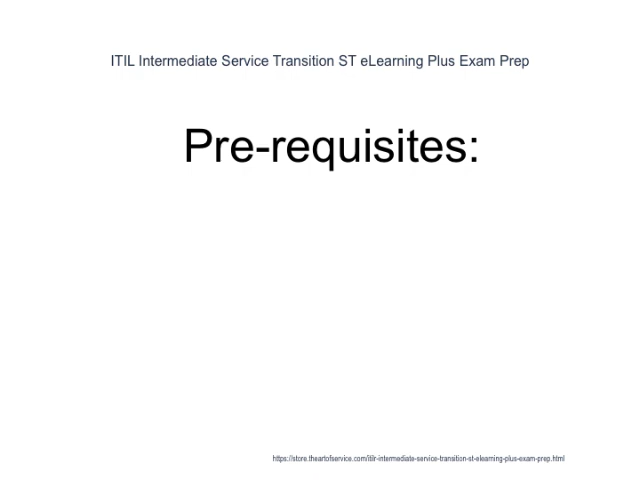 ITIL Intermediate Service Transition ST eLearning Plus Exam Prep
Pre-requisites:
https://store.theartofservice.com/itilr-intermediate-service-transition-st-elearning-plus-exam-prep.html